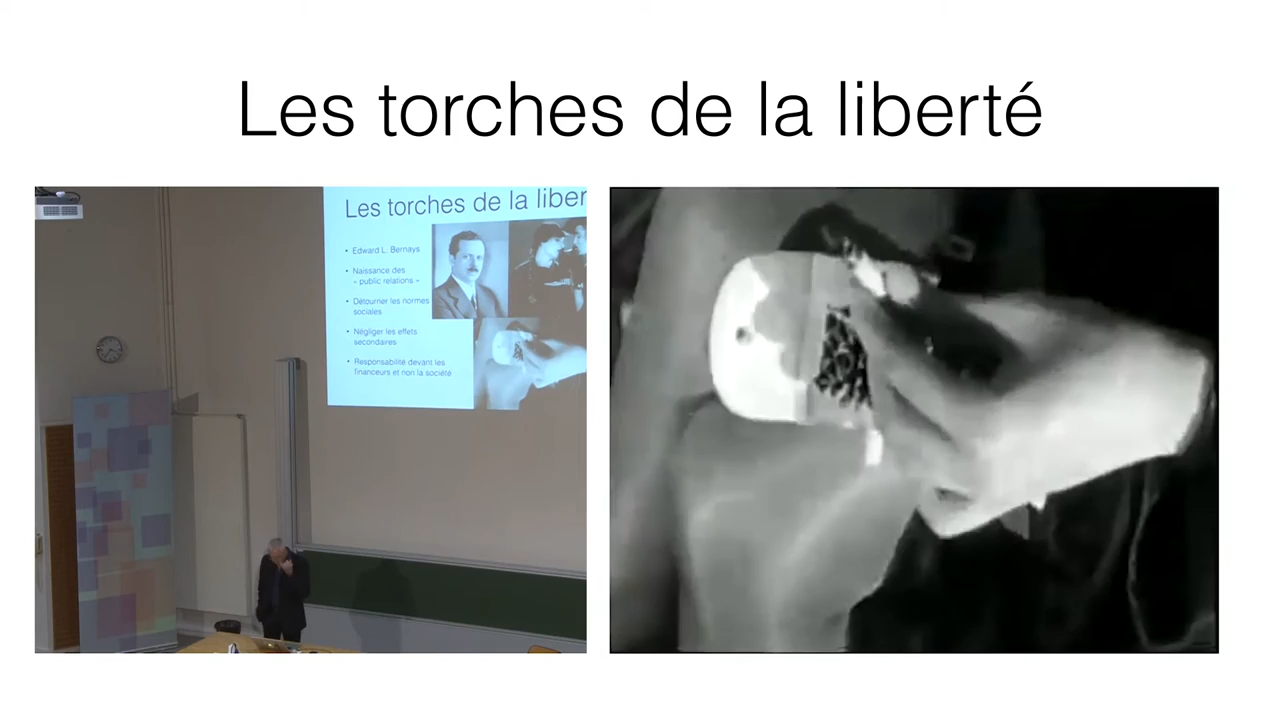 Les torches de la liberté
Les torches de la liber
• Edward L. Bernays
• Naissance des
« public relations »
• Détourner les normes
sociales
• Négliger les effets
secondaires
• Responsabilité devant les
financeurs et non la société